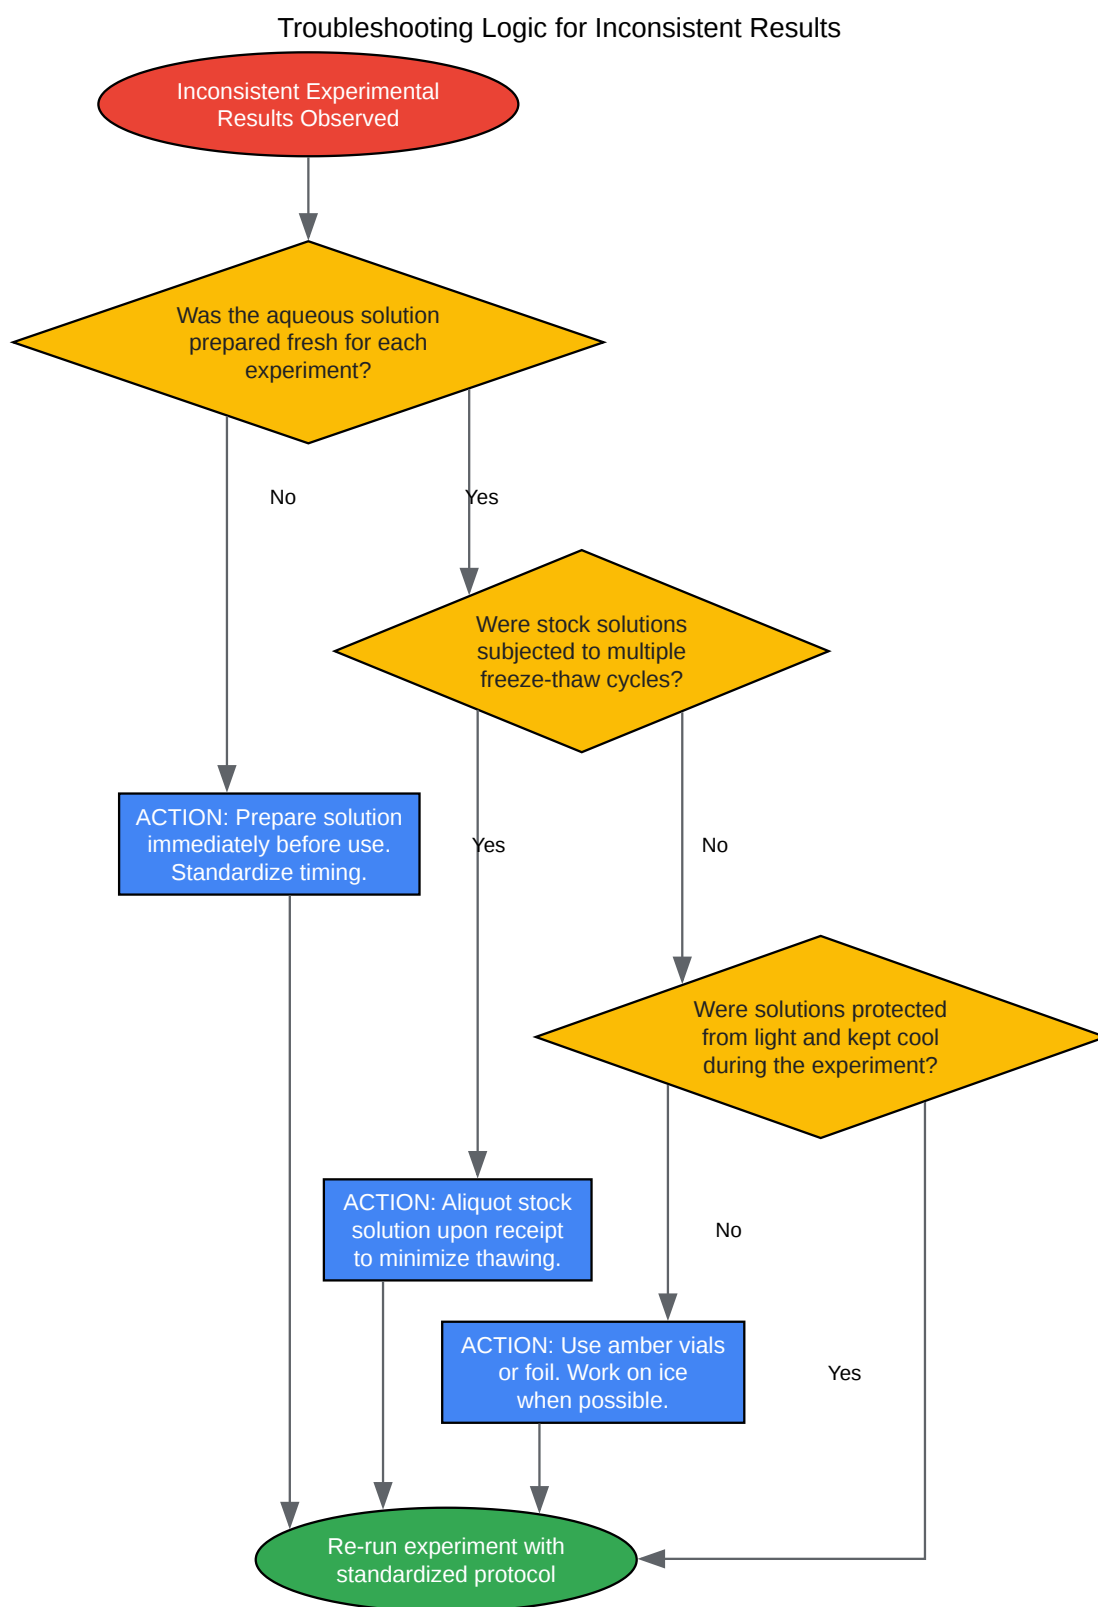 Troubleshooting Logic for Inconsistent Results
Inconsistent Experimental
Results Observed
Was the aqueous solution
prepared fresh for each
experiment?
No
Yes
Were stock solutions
subjected to multiple
freeze-thaw cycles?
ACTION: Prepare solution
immediately before use.
Standardize timing.
Yes
No
Were solutions protected
from light and kept cool
during the experiment?
ACTION: Aliquot stock
solution upon receipt
to minimize thawing.
No
ACTION: Use amber vials
or foil. Work on ice
when possible.
Yes
Re-run experiment with
standardized protocol